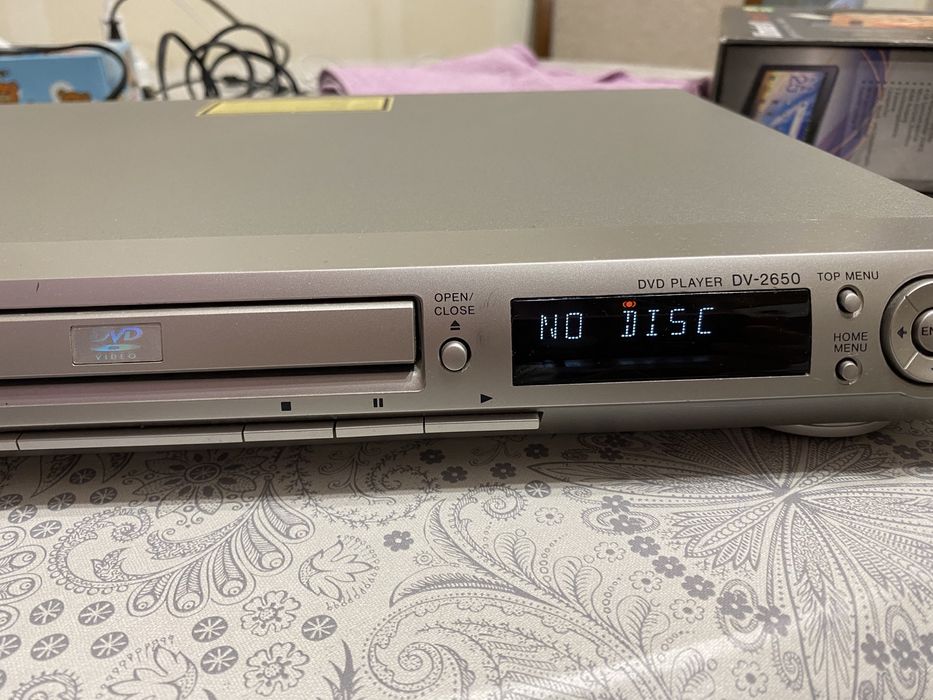 DVD PLAYER DV-2650
TOP MENU
OPEN/
CLOSE
NO DISC
HOME
MENU
DVD
VIDEO